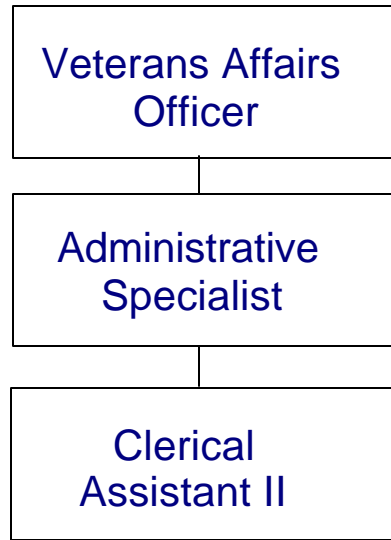 Veterans Affairs
Officer
Administrative
Specialist
Clerical
Assistant II